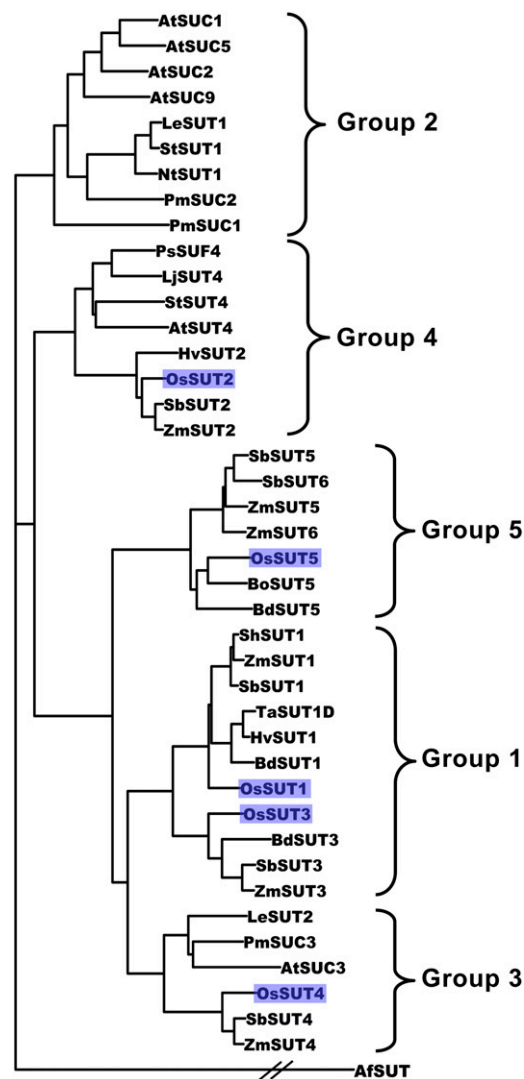 AtSUC1
AtSUC5
AtSUC2
AtSUC9
LeSUT1
StSUT1
NtSUT1
PmSUC2
PmSUC1
Group 2
PsSUF4
LjSUT4
StSUT4
AtSUT4
HvSUT2
OsSUT2
SbSUT2
ZmSUT2
Group 4
SbSUT5
SbSUT6
ZmSUT5
ZmSUT6
OsSUT5
BoSUT5
BdSUT5
Group 5
ShSUT1
ZmSUT1
SbSUT1
TaSUT1D
HvSUT1
BdSUT1
OsSUT1
OsSUT3
BdSUT3
SbSUT3
ZmSUT3
Group 1
LeSUT2
PmSUC3
AtSUC3
OsSUT4
SbSUT4
ZmSUT4
Group 3
AfSUT